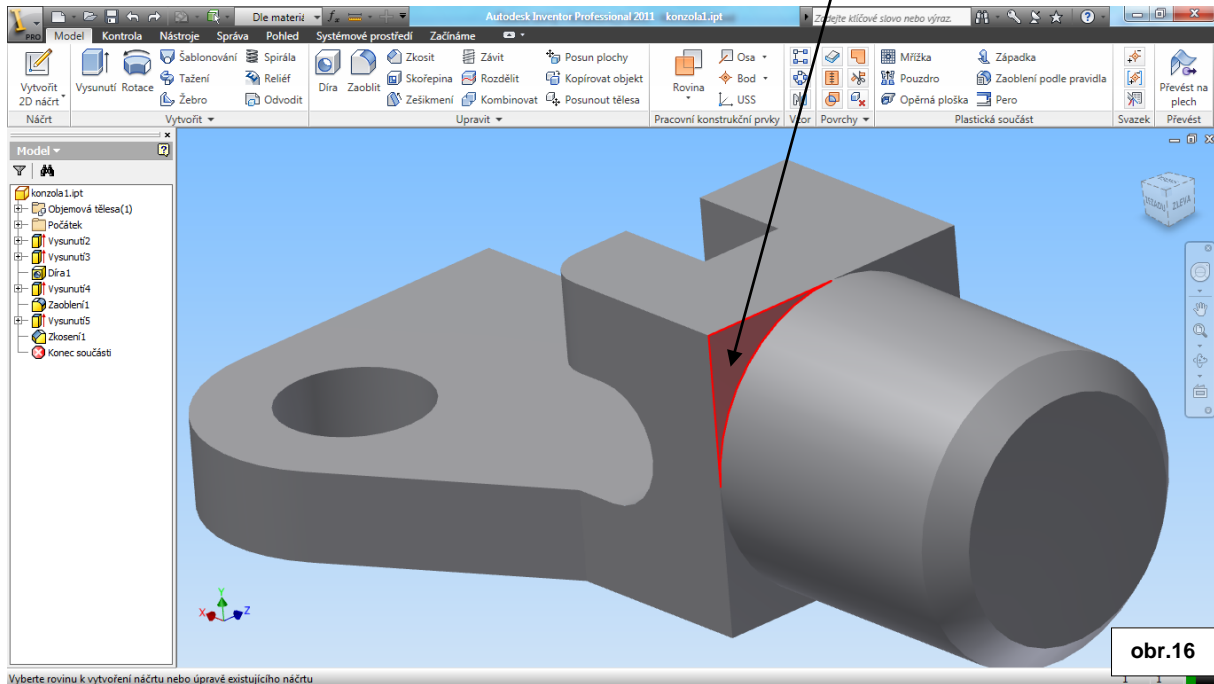 Dle materiá
Autodesk Inventor Professional 2011 konzola1.ipt
Zadejte klíčové slovo nebo výraz.
PRO
Model Kontrola Nástroje Správa Pohled Systémové prostředí Začínáme
Vytvořit
2D náčrt
Vysunutí Rotace
Šablonování
Tažení
Žebro
Spirála
Reliéf
Odvodit
Díra Zaoblit
Zkosit
Skořepina
Zešikmení
Závit
Rozdělit
Kombinovat
Posun plochy
Kopírovat objekt
Posunout tělesa
Rovina
Osa
Bod
USS
Mřížka
Pouzdro
Opěrná ploška
Západka
Zaoblení podle pravidla
Pero
Převést na
plech
Náčrt Vytvořit Upravit Pracovní konstrukční prvky Vzor Povrchy Plastická součást Svazek Převést
Model
konzola1.ipt
Objemová tělesa(1)
Počátek
Vysunutí2
Vysunutí3
Díra1
Vysunutí4
Zaoblení1
Vysunutí5
Zkosení1
Konec součásti
ZLEVA
Y
X
Z
obr.16
Vyberte rovinu k vytvoření náčrtu nebo úpravě existujícího náčrtu
1 1